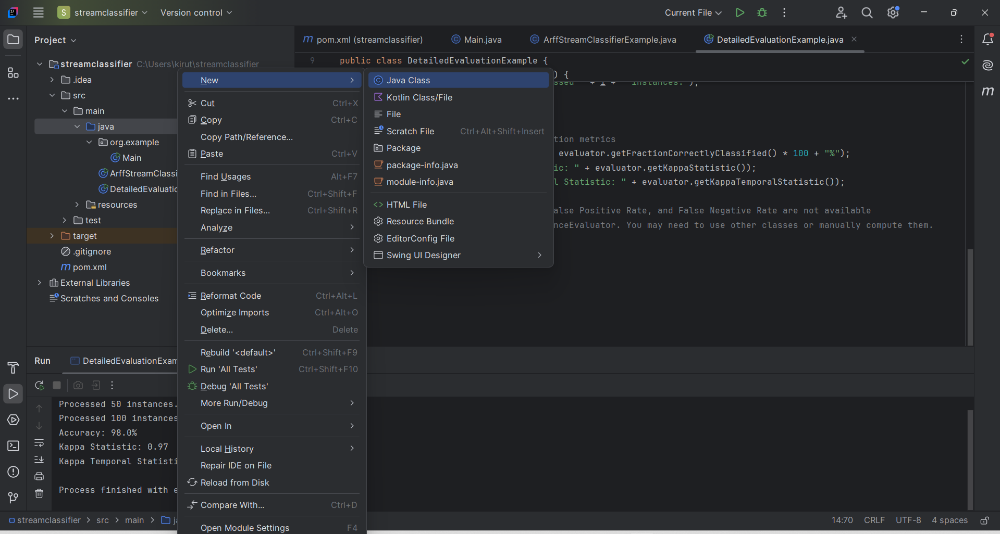 S streamclassifier Version control Current File
Project
pom.xml (streamclassifier) Main.java ArffStreamClassifierExample.java DetailedEvaluationExample.java
streamclassifier C:\Users\kirut\streamclassifier
.idea
src
main
java
org.example
Main
ArffStreamClassi
DetailedEvaluatio
resources
test
target
.gitignore
pom.xml
External Libraries
Scratches and Consoles
9 public class DetailedEvaluationExample {
) {
ssed " + i + " instances.");
tion metrics
evaluator.getFractionCorrectlyClassified() * 100 + "%");
ic: " + evaluator.getKappaStatistic());
l Statistic: " + evaluator.getKappaTemporalStatistic());
alse Positive Rate, and False Negative Rate are not available
nceEvaluator. You may need to use other classes or manually compute them.
New
Cut Ctrl+X
Copy Ctrl+C
Copy Path/Reference...
Paste Ctrl+V
Find Usages Alt+F7
Find in Files... Ctrl+Shift+F
Replace in Files... Ctrl+Shift+R
Analyze
Refactor
Bookmarks
Reformat Code Ctrl+Alt+L
Optimize Imports Ctrl+Alt+O
Delete... Delete
Rebuild '<default>' Ctrl+Shift+F9
Run 'All Tests' Ctrl+Shift+F10
Debug 'All Tests'
More Run/Debug
Open In
Local History
Repair IDE on File
Reload from Disk
Compare With... Ctrl+D
Open Module Settings F4
Java Class
Kotlin Class/File
File
Scratch File Ctrl+Alt+Shift+Insert
Package
package-info.java
module-info.java
HTML File
Resource Bundle
EditorConfig File
Swing UI Designer
Run DetailedEvaluationExam
Processed 50 instances.
Processed 100 instances
Accuracy: 98.0%
Kappa Statistic: 0.97
Kappa Temporal Statisti
Process finished with e
streamclassifier > src > main > ja
14:70 CRLF UTF-8 4 spaces